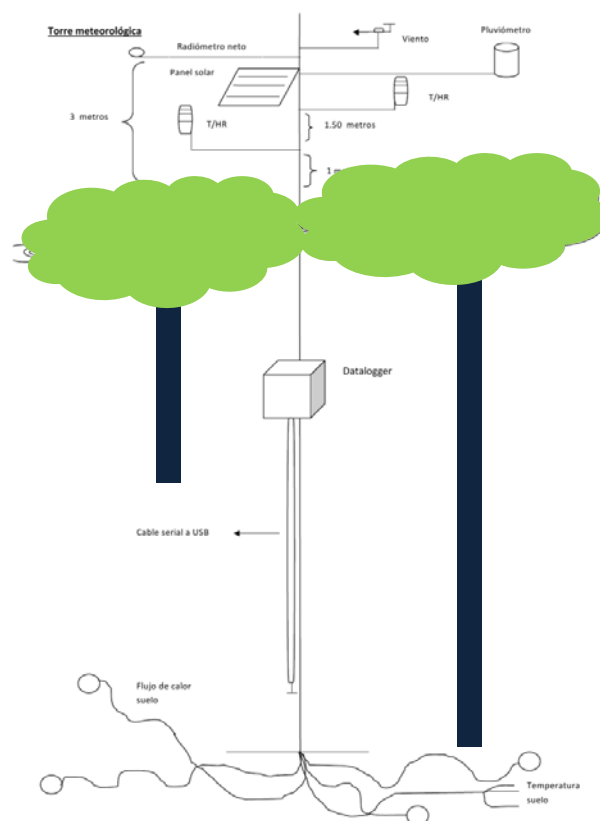 Torre meteorológica
Pluviómetro
Viento
Radiómetro neto
Panel solar
T/HR
3 metros
T/HR
1.50 metros
1
Datalogger
Cable serial a USB
Flujo de calor
suelo
Temperatura
suelo